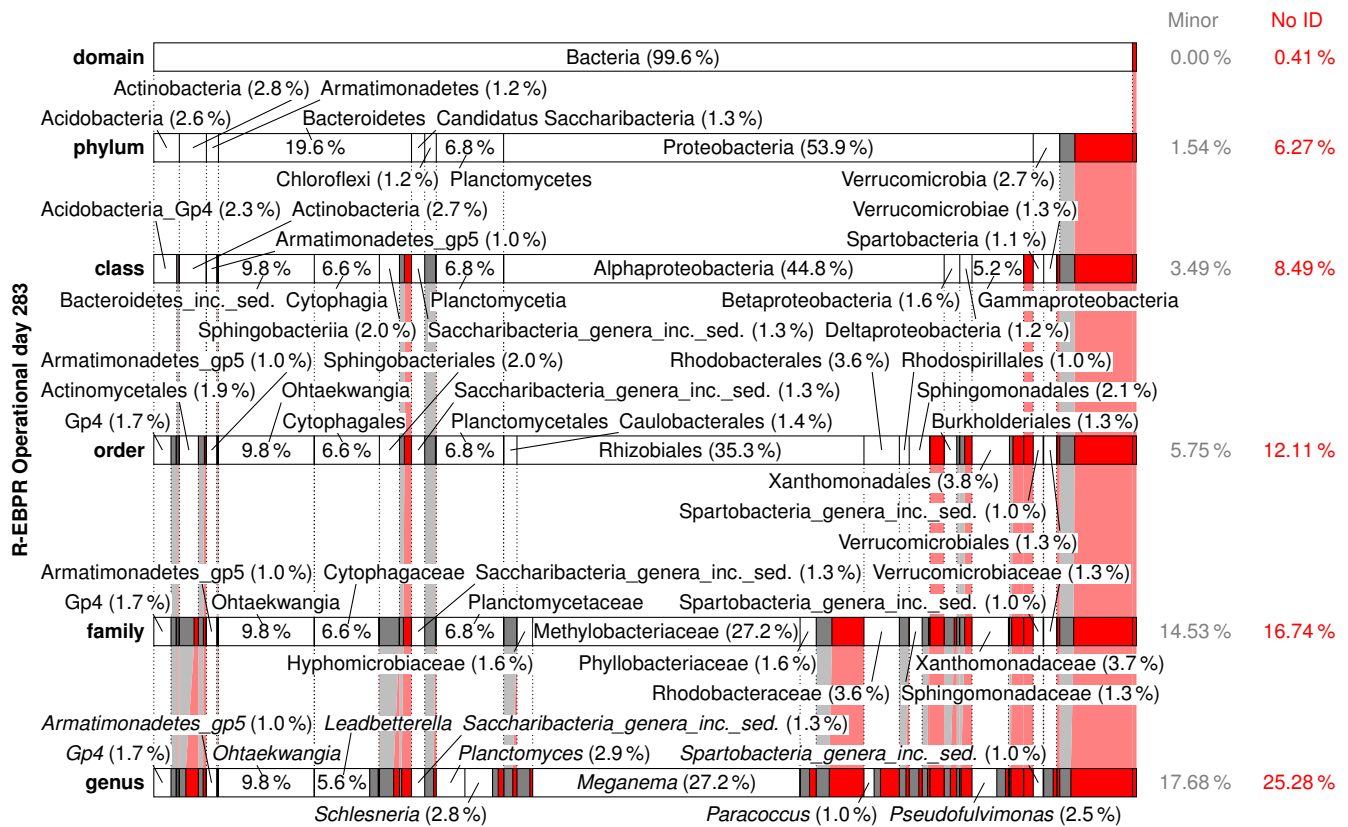 Minor No ID
domain Bacteria (99.6 %) 0.00 % 0.41 %
Actinobacteria (2.8 %) Armatimonadetes (1.2 %)
Acidobacteria (2.6 %) Bacteroidetes Candidatus Saccharibacteria (1.3 %)
phylum 19.6 % 6.8 % Proteobacteria (53.9 %) 1.54 % 6.27 %
Chloroflexi (1.2 %) Planctomycetes Verrucomicrobia (2.7 %)
Acidobacteria_Gp4 (2.3 %) Actinobacteria (2.7 %) Verrucomicrobiae (1.3 %)
Armatimonadetes_gp5 (1.0 %) Spartobacteria (1.1 %)
class 9.8 % 6.6 % 6.8 % Alphaproteobacteria (44.8 %) 5.2 % 3.49 % 8.49 %
Bacteroidetes_inc._sed. Cytophagia Planctomycetia Betaproteobacteria (1.6 %) Gammaproteobacteria
Sphingobacteriia (2.0 %) Saccharibacteria_genera_inc._sed. (1.3 %) Deltaproteobacteria (1.2 %)
R-EBPR Operational day 283
Armatimonadetes_gp5 (1.0 %) Sphingobacteriales (2.0 %) Rhodobacterales (3.6 %) Rhodospirillales (1.0 %)
Actinomycetales (1.9 %) Ohtaekwangia Saccharibacteria_genera_inc._sed. (1.3 %) Sphingomonadales (2.1 %)
Gp4 (1.7 %) Cytophagales Planctomycetales Caulobacterales (1.4 %) Burkholderiales (1.3 %)
order 9.8 % 6.6 % 6.8 % Rhizobiales (35.3 %) 5.75 % 12.11 %
Xanthomonadales (3.8 %)
Spartobacteria_genera_inc._sed. (1.0 %)
Verrucomicrobiales (1.3 %)
Armatimonadetes_gp5 (1.0 %) Cytophagaceae Saccharibacteria_genera_inc._sed. (1.3 %) Verrucomicrobiaceae (1.3 %)
Gp4 (1.7 %) Ohtaekwangia Planctomycetaceae Spartobacteria_genera_inc._sed. (1.0 %)
family 9.8 % 6.6 % 6.8 % Methylobacteriaceae (27.2 %) 14.53 % 16.74 %
Hyphomicrobiaceae (1.6 %) Phyllobacteriaceae (1.6 %) Xanthomonadaceae (3.7 %)
Rhodobacteraceae (3.6 %) Sphingomonadaceae (1.3 %)
Armatimonadetes_gp5 (1.0 %) Leadbetterella Saccharibacteria_genera_inc._sed. (1.3 %)
Gp4 (1.7 %) Ohtaekwangia Planctomyces (2.9 %) Spartobacteria_genera_inc._sed. (1.0 %)
genus 9.8 % 5.6 % Meganema (27.2 %) 17.68 % 25.28 %
Schlesneria (2.8 %) Paracoccus (1.0 %) Pseudofulvimonas (2.5 %)